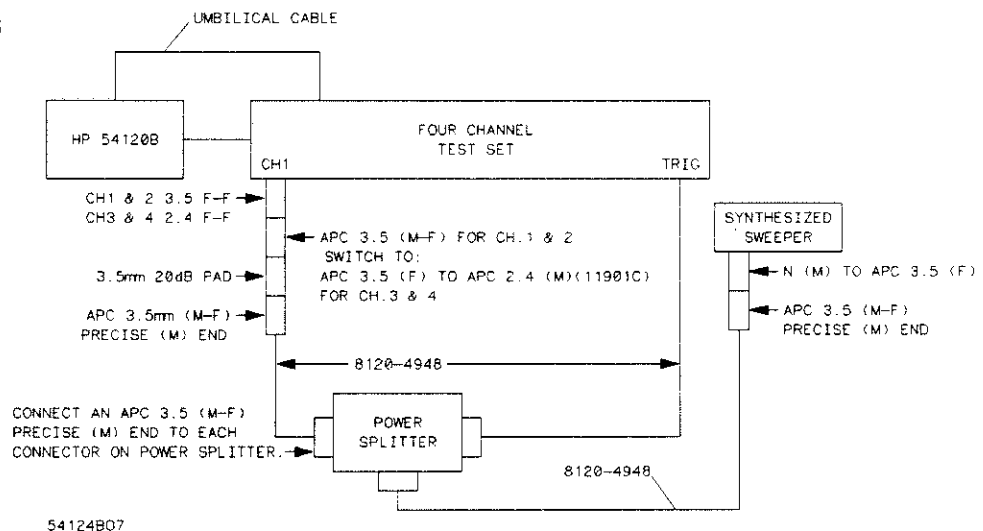 UMBILICAL CABLE
HP 54120B
FOUR CHANNEL
TEST SET
CH1
TRIG
CH1 & 2 3.5 F-F
CH3 & 4 2.4 F-F
APC 3.5 (M-F) FOR CH.1 & 2
SWITCH TO:
APC 3.5 (F) TO APC 2.4 (M)(11901C)
FOR CH.3 & 4
3.5mm 20dB PAD
APC 3.5mm (M-F)
PRECISE (M) END
SYNTHESIZED
SWEEPER
N (M) TO APC 3.5 (F)
APC 3.5 (M-F)
PRECISE (M) END
8120-4948
CONNECT AN APC 3.5 (M-F)
PRECISE (M) END TO EACH
CONNECTOR ON POWER SPLITTER.
POWER
SPLITTER
8120-4948
54124B07